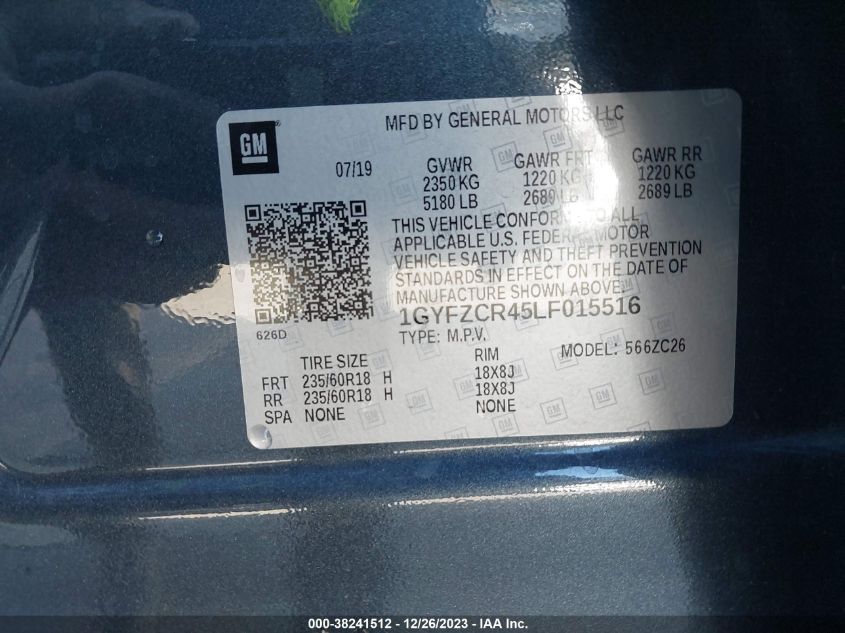 GM
MFD BY GENERAL MOTORS LLC
07/19
GVWR
2350 KG
5180 LB
GAWR FRT
1220 KG
2689 LB
GAWR RR
1220 KG
2689 LB
THIS VEHICLE CONFORMS TO ALL
APPLICABLE U.S. FEDERAL MOTOR
VEHICLE SAFETY AND THEFT PREVENTION
STANDARDS IN EFFECT ON THE DATE OF
MANUFACTURE SHOWN ABOVE.
1GYFZCR45LF015516
626D
TYPE: M.P.V.
MODEL: 566ZC26
TIRE SIZE
RIM
FRT 235/60R18 H 18X8J
RR 235/60R18 H 18X8J
SPA NONE NONE
000-38241512 - 12/26/2023 - IAA Inc.